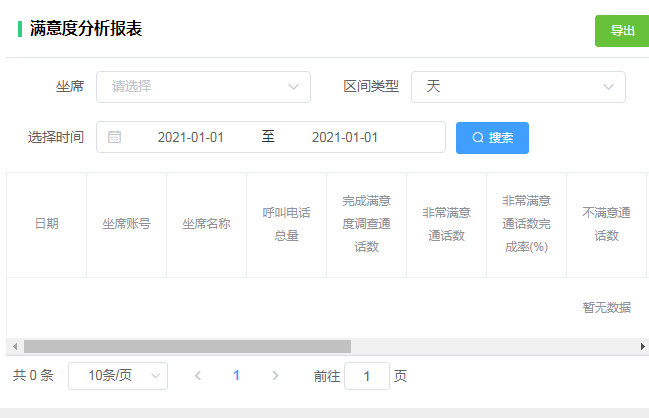 满意度分析报表
导出
坐席 请选择 区间类型 天
选择时间 2021-01-01 至 2021-01-01 搜索
日期
坐席账号
坐席名称
呼叫电话
总量
完成满意
度调查通
话数
非常满意
通话数
非常满意
通话数完
成率(%)
不满意通
话数
暂无数据
共 0 条 10条/页 1 前往 1 页